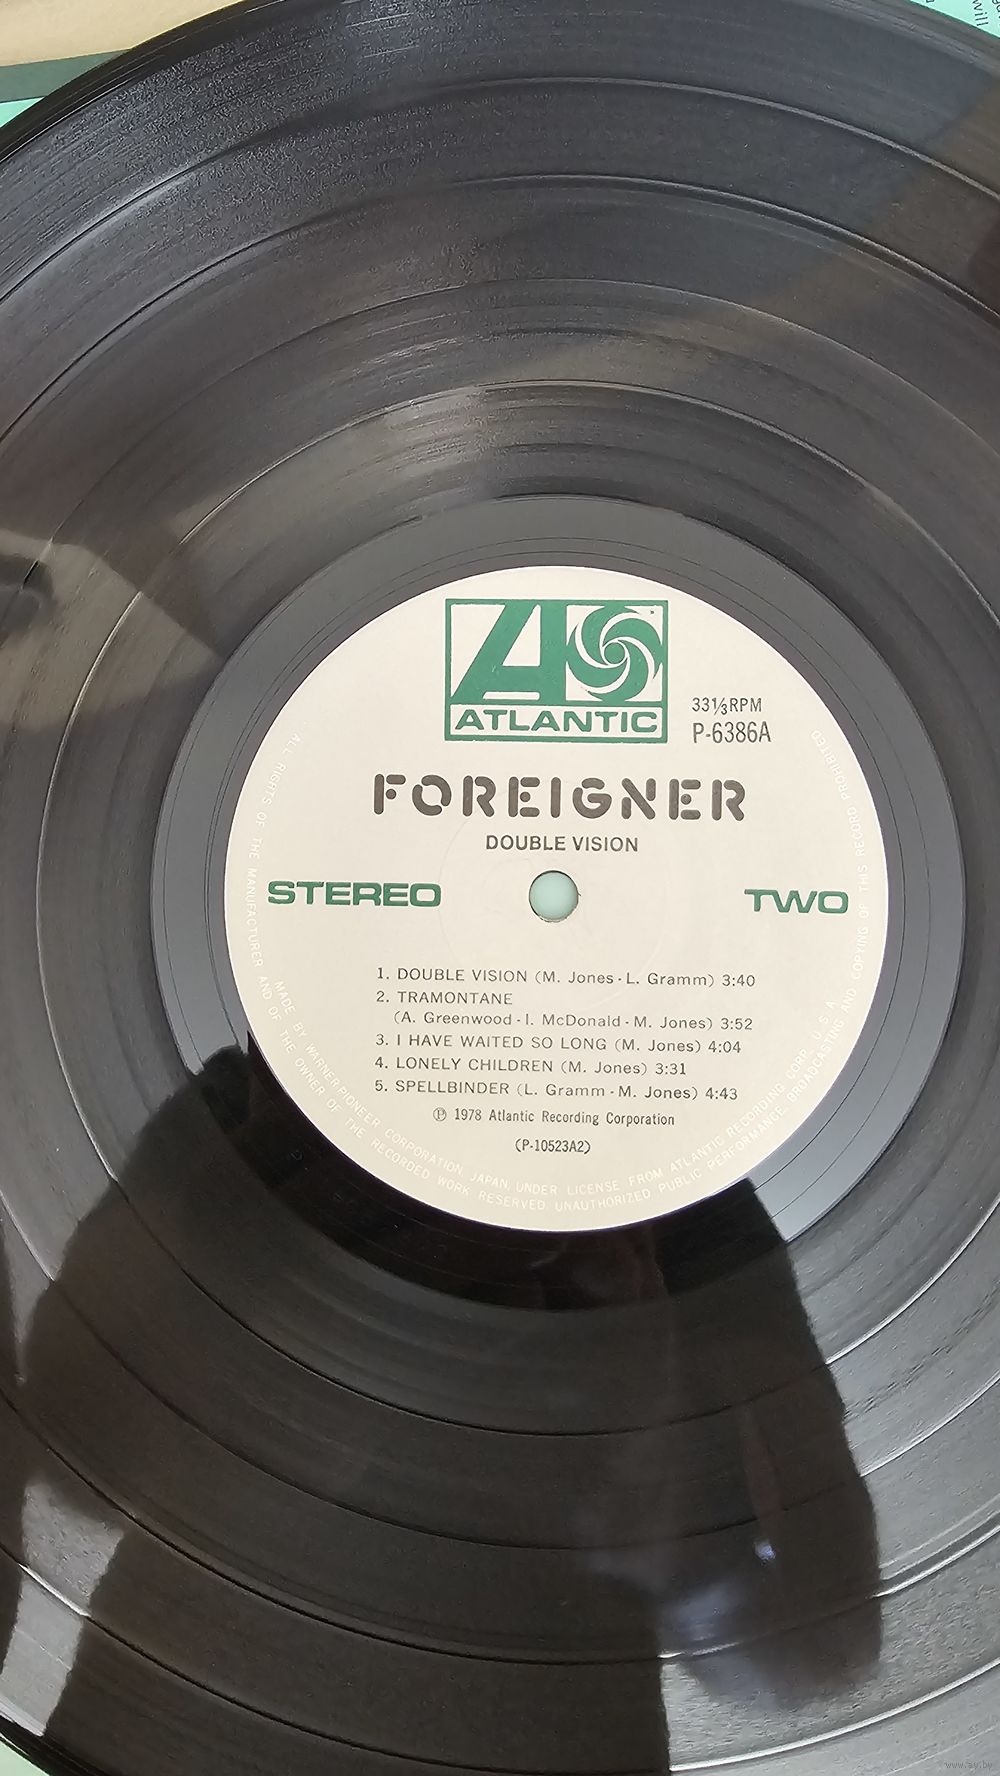 will
ATLANTIC
33⅓RPM
P-6386A
FOREIGNER
DOUBLE VISION
STEREO
TWO
1. DOUBLE VISION (M. Jones - L. Gramm) 3:40
2. TRAMONTANE
(A. Greenwood - I. McDonald - M. Jones) 3:52
3. I HAVE WAITED SO LONG (M. Jones) 4:04
4. LONELY CHILDREN (M. Jones) 3:31
5. SPELLBINDER (L. Gramm - M. Jones) 4:43
Ⓟ 1978 Atlantic Recording Corporation
(P-10523A2)
MADE BY WARNER-PIONEER CORPORATION, JAPAN, UNDER LICENSE FROM ATLANTIC RECORDING CORP., U. S. A.
ALL RIGHTS OF THE MANUFACTURER AND OF THE OWNER OF THE RECORDED WORK RESERVED. UNAUTHORIZED PUBLIC PERFORMANCE, BROADCASTING AND COPYING OF THIS RECORD PROHIBITED
www.ay.by